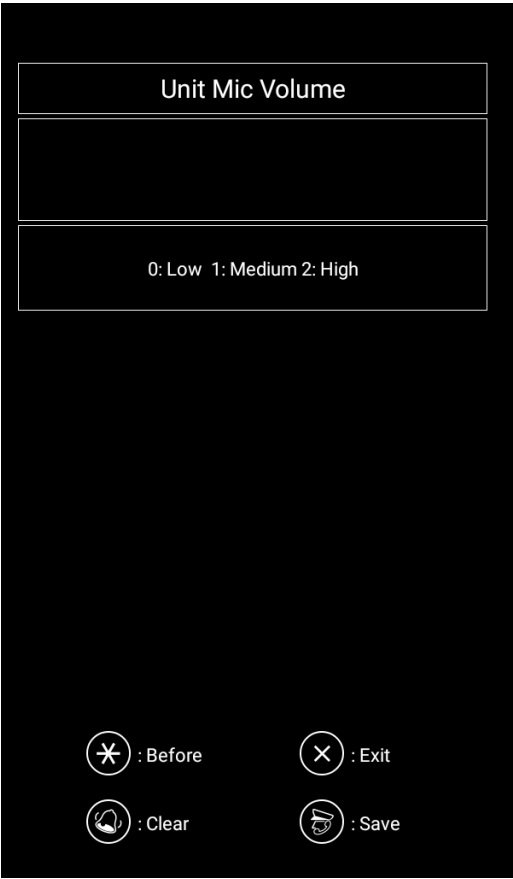 Unit Mic Volume
0: Low 1: Medium 2: High
: Before
: Exit
: Clear
: Save